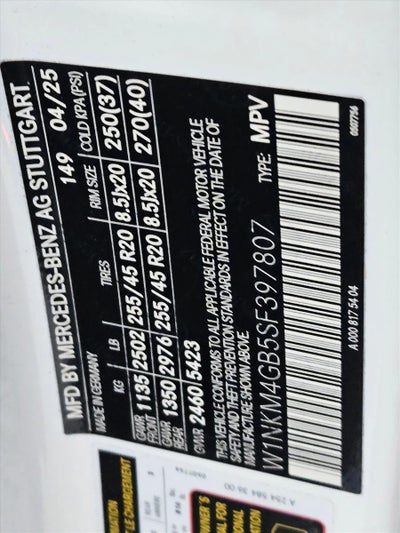 MFD BY MERCEDES-BENZ AG STUTTGART
MADE IN GERMANY 149 04/25
KG LB TIRES RIM SIZE COLD KPA(PSI)
GAWR FRONT 1135 2502 255/45 R20 8.5x20 250(37)
GAWR REAR 1350 2976 255/45 R20 8.5x20 270(40)
GVWR 2460 5423
THIS VEHICLE CONFORMS TO ALL APPLICABLE FEDERAL MOTOR VEHICLE
SAFETY AND THEFT PREVENTION STANDARDS IN EFFECT ON THE DATE OF
MANUFACTURE SHOWN ABOVE.
W1NKM4GB5SF397807 TYPE: MPV
A 000 817 54 04
A 254 584 36 00